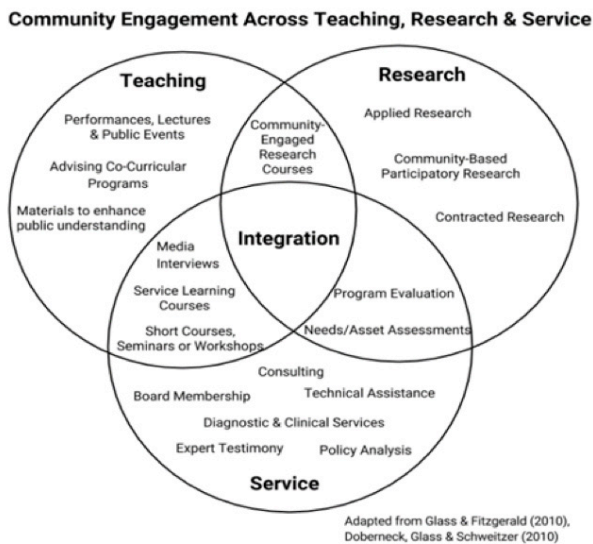 Community Engagement Across Teaching, Research & Service
Teaching
Performances, Lectures
& Public Events
Advising Co-Curricular
Programs
Materials to enhance
public understanding
Community-
Engaged
Research
Courses
Research
Applied Research
Community-Based
Participatory Research
Contracted Research
Integration
Media
Interviews
Service Learning
Courses
Short Courses,
Seminars or Workshops
Program Evaluation
Needs/Asset Assessments
Consulting
Board Membership
Technical Assistance
Diagnostic & Clinical Services
Expert Testimony
Policy Analysis
Service
Adapted from Glass & Fitzgerald (2010),
Doberneck, Glass & Schweitzer (2010)